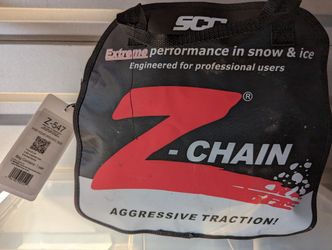 SCC
Extreme performance in snow & ice
Engineered for professional users
Z®
- CHAIN
AGGRESSIVE TRACTION!
Z-547